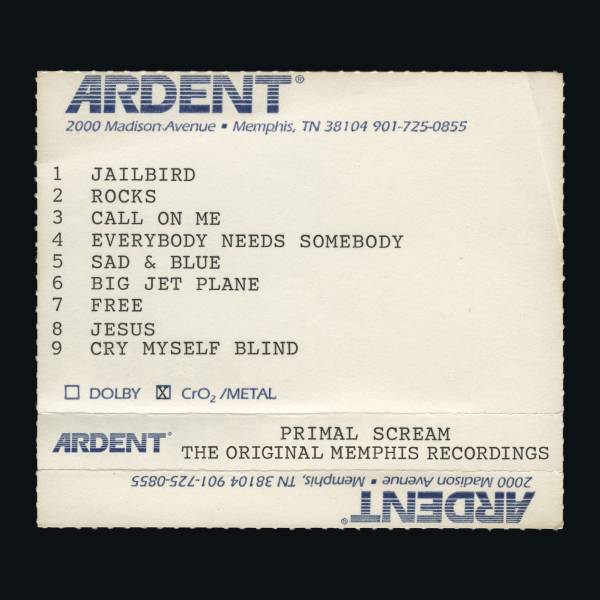 ARDENT®
2000 Madison Avenue ▪ Memphis, TN 38104 901-725-0855
1 JAILBIRD
2 ROCKS
3 CALL ON ME
4 EVERYBODY NEEDS SOMEBODY
5 SAD & BLUE
6 BIG JET PLANE
7 FREE
8 JESUS
9 CRY MYSELF BLIND
☐ DOLBY ☒ CrO₂ /METAL
ARDENT®
PRIMAL SCREAM
THE ORIGINAL MEMPHIS RECORDINGS
2000 Madison Avenue ▪ Memphis, TN 38104 901-725-0855
ARDENT®